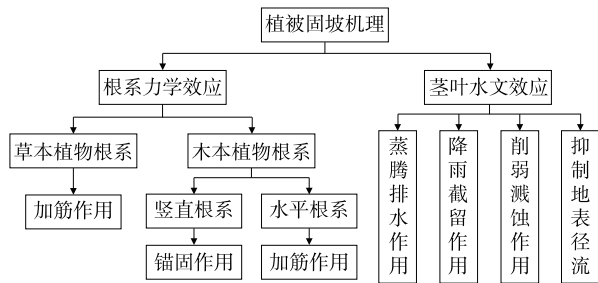 植被固坡机理
根系力学效应
茎叶水文效应
草本植物根系
木本植物根系
加筋作用
竖直根系
水平根系
锚固作用
加筋作用
蒸腾排水作用
降雨截留作用
削弱溅蚀作用
抑制地表径流